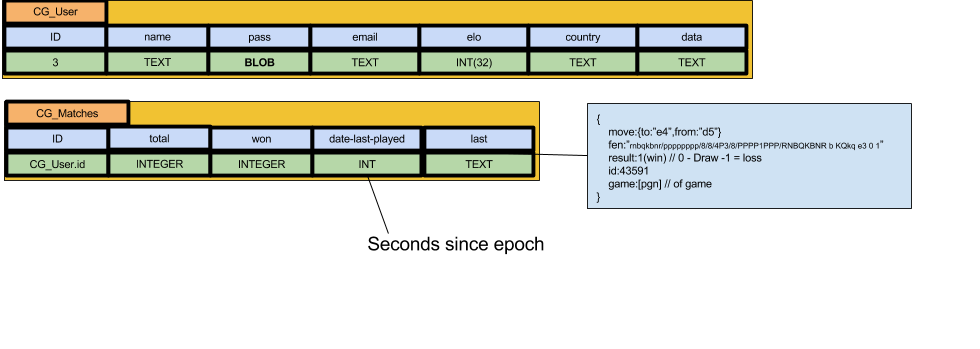 CG_User
ID name pass email elo country data
3 TEXT BLOB TEXT INT(32) TEXT TEXT
CG_Matches
ID total won date-last-played last
CG_User.id INTEGER INTEGER INT TEXT
{
move:{to:"e4",from:"d5"}
fen:"rnbqkbnr/pppppppp/8/8/4P3/8/PPPP1PPP/RNBQKBNR b KQkq e3 0 1"
result:1(win) // 0 - Draw -1 = loss
id:43591
game:[pgn] // of game
}
Seconds since epoch